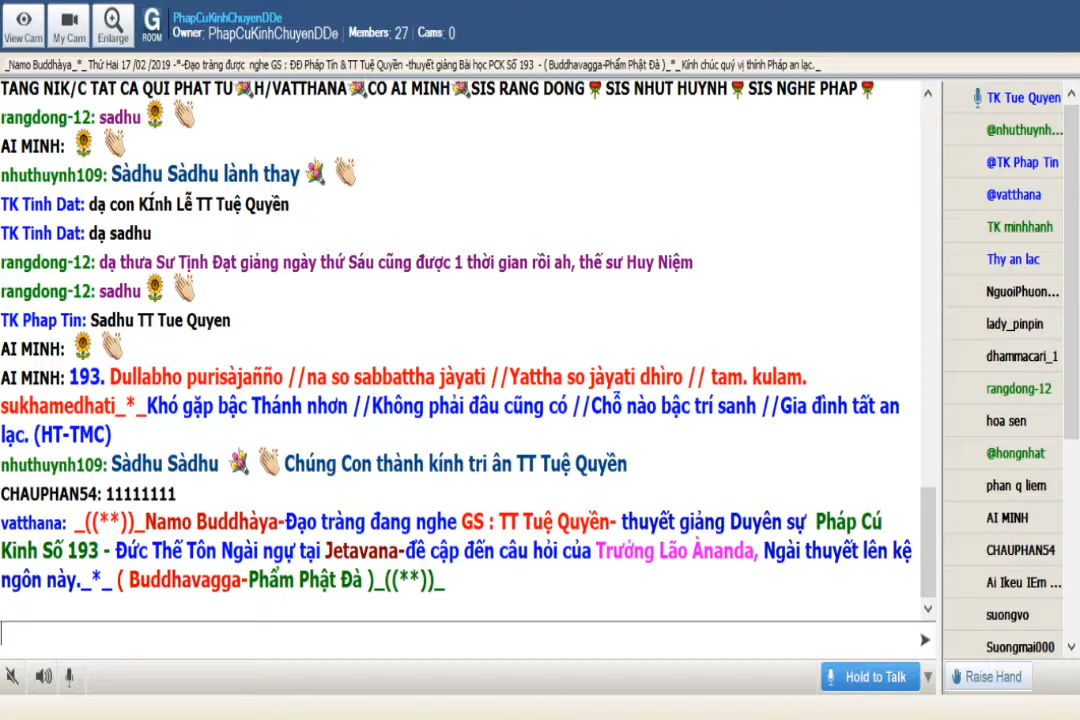 View Cam My Cam Enlarge G ROOM
PhapCuKinhChuyenDDe
Owner: PhapCuKinhChuyenDDe Members: 27 Cams: 0
_Namo Buddhàya_*_ Thứ Hai 17 /02 /2019 -*-Đạo tràng được nghe GS : ĐĐ Pháp Tín & TT Tuệ Quyền -thuyết giảng Bài học PCK Số 193 - ( Buddhavagga-Phẩm Phật Đà )_*_Kính chúc quý vị thính Pháp an lạc._
TANG NIK/C TAT CA QUI PHAT TU H/VATTHANA CO AI MINH SIS RANG DONG SIS NHUT HUYNH SIS NGHE PHAP
rangdong-12: sadhu
AI MINH:
nhuthuynh109: Sàdhu Sàdhu lành thay
TK Tinh Dat: dạ con KÍnh Lễ TT Tuệ Quyền
TK Tinh Dat: dạ sadhu
rangdong-12: dạ thưa Sư Tịnh Đạt giảng ngày thứ Sáu cũng được 1 thời gian rồi ah, thế sư Huy Niệm
rangdong-12: sadhu
TK Phap Tin: Sadhu TT Tue Quyen
AI MINH:
AI MINH: 193. Dullabho purisàjañño //na so sabbattha jàyati //Yattha so jàyati dhìro // tam. kulam.
sukhamedhati_*_Khó gặp bậc Thánh nhơn //Không phải đâu cũng có //Chỗ nào bậc trí sanh //Gia đình tất an
lạc. (HT-TMC)
nhuthuynh109: Sàdhu Sàdhu Chúng Con thành kính tri ân TT Tuệ Quyền
CHAUPHAN54: 11111111
vatthana: _((**))_Namo Buddhàya-Đạo tràng đang nghe GS : TT Tuệ Quyền- thuyết giảng Duyên sự Pháp Cú
Kinh Số 193 - Đức Thế Tôn Ngài ngự tại Jetavana-đề cập đến câu hỏi của Trưởng Lão Ànanda, Ngài thuyết lên kệ
ngôn này._*_ ( Buddhavagga-Phẩm Phật Đà )_((**))_
TK Tue Quyen
@nhuthuynh...
@TK Phap Tin
@vatthana
TK minhhanh
Thy an lac
NguoiPhuon...
lady_pinpin
dhammacari_1
rangdong-12
hoa sen
@hongnhat
phan q liem
AI MINH
CHAUPHAN54
Ai Ikeu IEm ...
suongvo
Suongmai000
Hold to Talk
Raise Hand